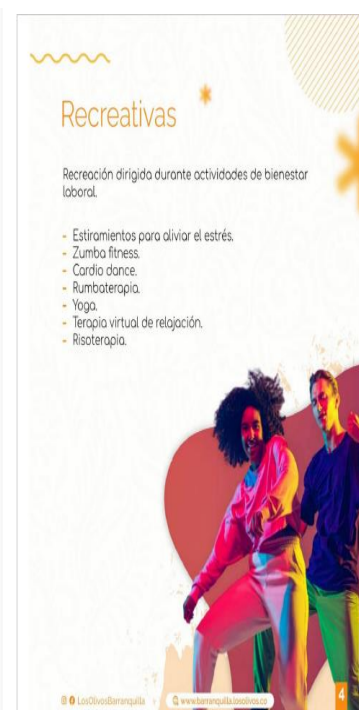 Recreativas
Recreación dirigida durante actividades de bienestar
laboral.
- Estiramientos para aliviar el estrés.
- Zumba fitness.
- Cardio dance.
- Rumbaterapia.
- Yoga.
- Terapia virtual de relajación.
- Risoterapia.
LosOlivosBarranquilla
www.barranquilla.losolivos.co
4